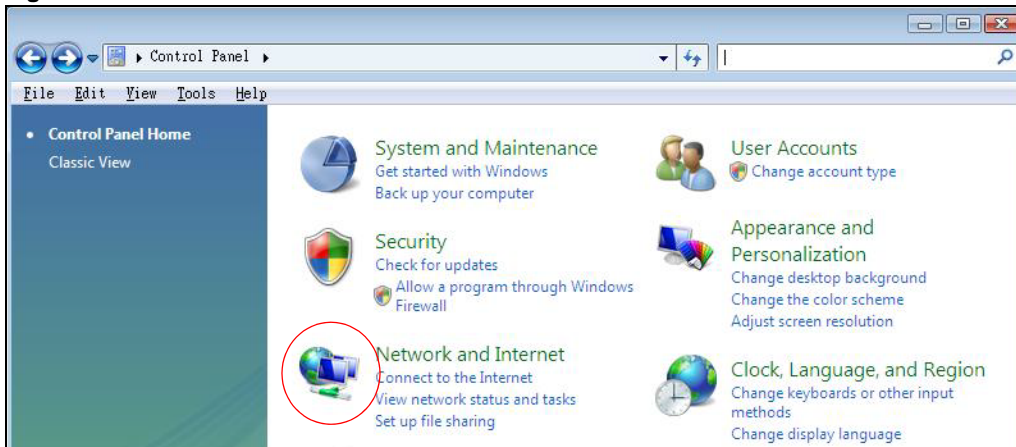 Control Panel
File Edit View Tools Help
Control Panel Home
Classic View
System and Maintenance
Get started with Windows
Back up your computer
Security
Check for updates
Allow a program through Windows
Firewall
Network and Internet
Connect to the Internet
View network status and tasks
Set up file sharing
User Accounts
Change account type
Appearance and
Personalization
Change desktop background
Change the color scheme
Adjust screen resolution
Clock, Language, and Region
Change keyboards or other input
methods
Change display language